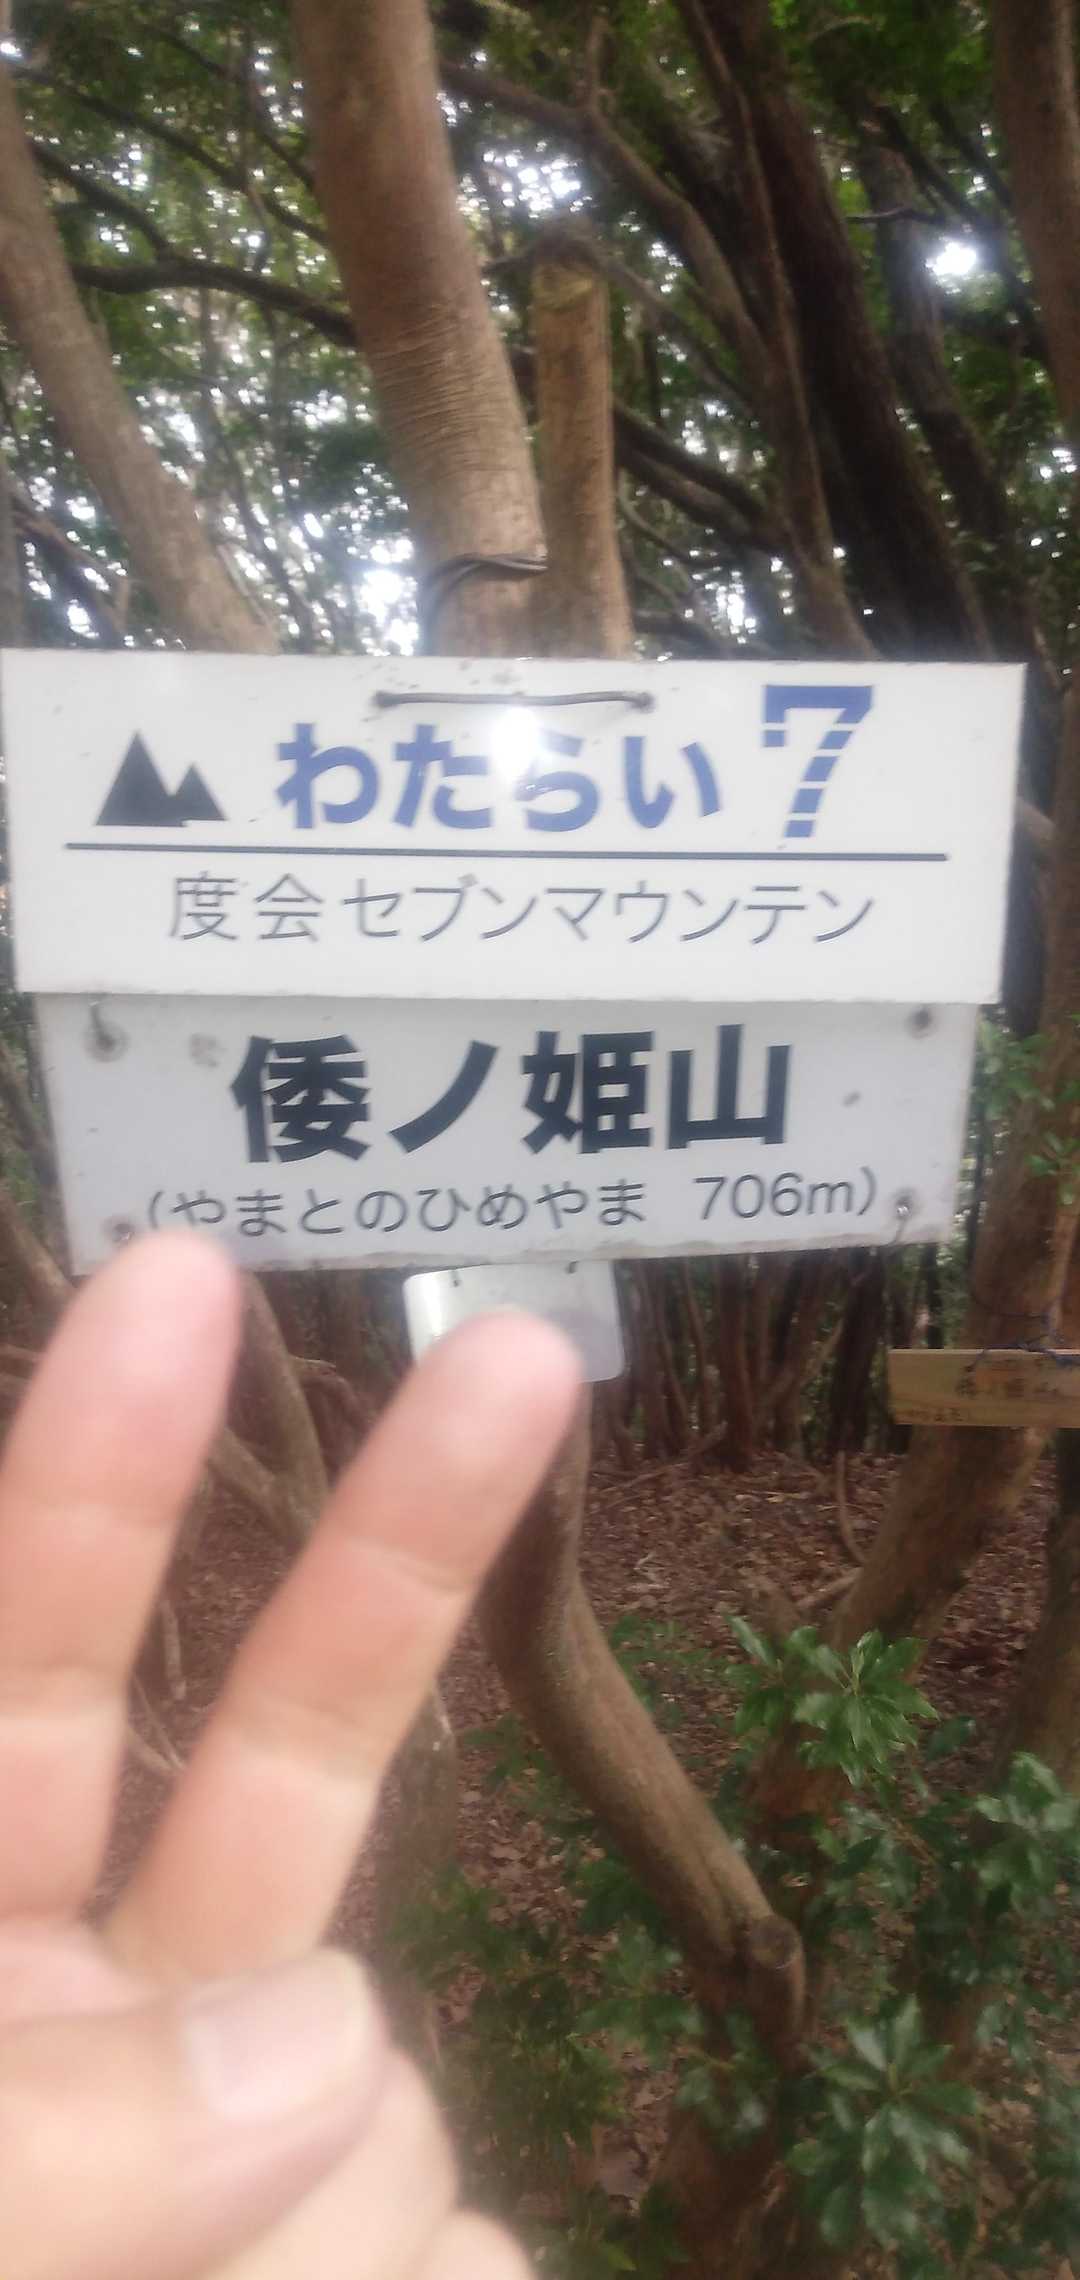 わたらい7
度会セブンマウンテン
倭ノ姫山
(やまとのひめやま 706m)